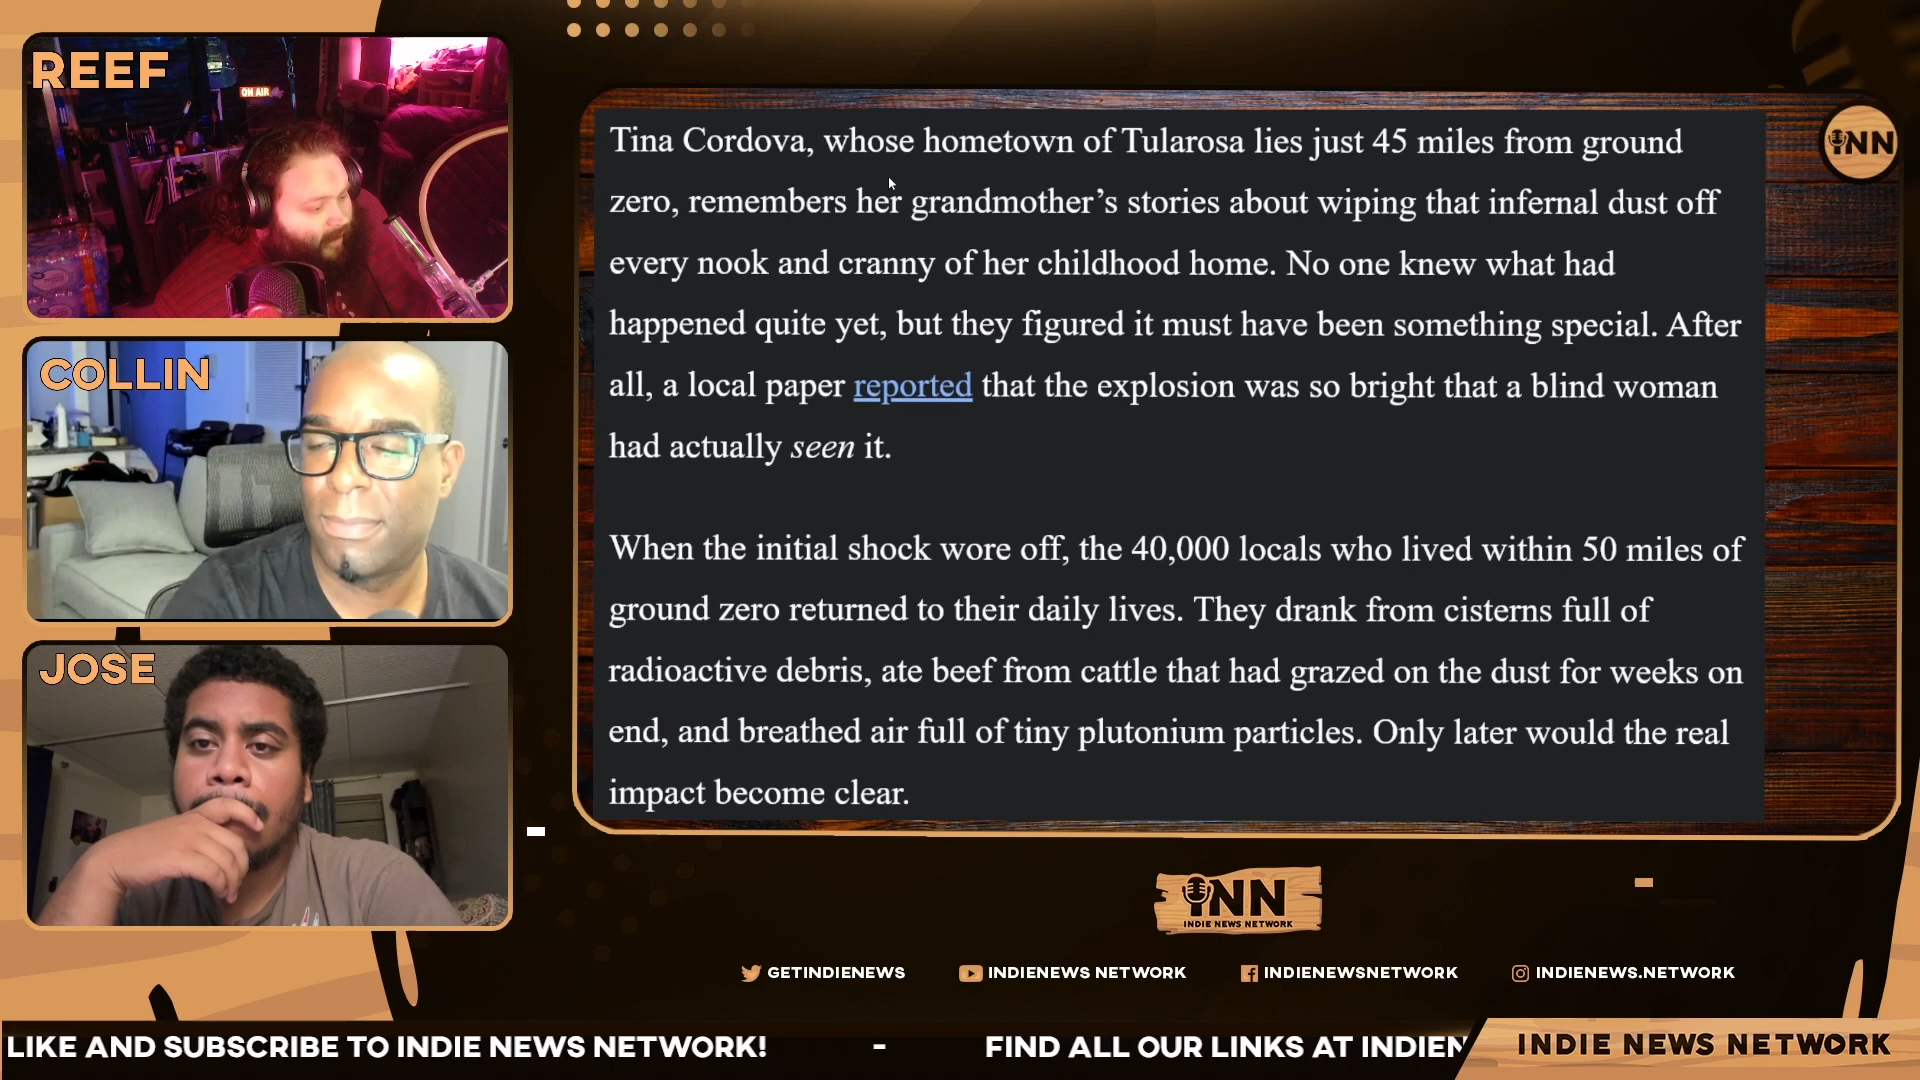 REEF
ON AIR
COLLIN
JOSE
Tina Cordova, whose hometown of Tularosa lies just 45 miles from ground
zero, remembers her grandmother’s stories about wiping that infernal dust off
every nook and cranny of her childhood home. No one knew what had
happened quite yet, but they figured it must have been something special. After
all, a local paper reported that the explosion was so bright that a blind woman
had actually seen it.
When the initial shock wore off, the 40,000 locals who lived within 50 miles of
ground zero returned to their daily lives. They drank from cisterns full of
radioactive debris, ate beef from cattle that had grazed on the dust for weeks on
end, and breathed air full of tiny plutonium particles. Only later would the real
impact become clear.
INN
INN
INDIE NEWS NETWORK
GETINDIENEWS
INDIENEWS NETWORK
INDIENEWSNETWORK
INDIENEWS.NETWORK
LIKE AND SUBSCRIBE TO INDIE NEWS NETWORK! - FIND ALL OUR LINKS AT INDIEN
INDIE NEWS NETWORK